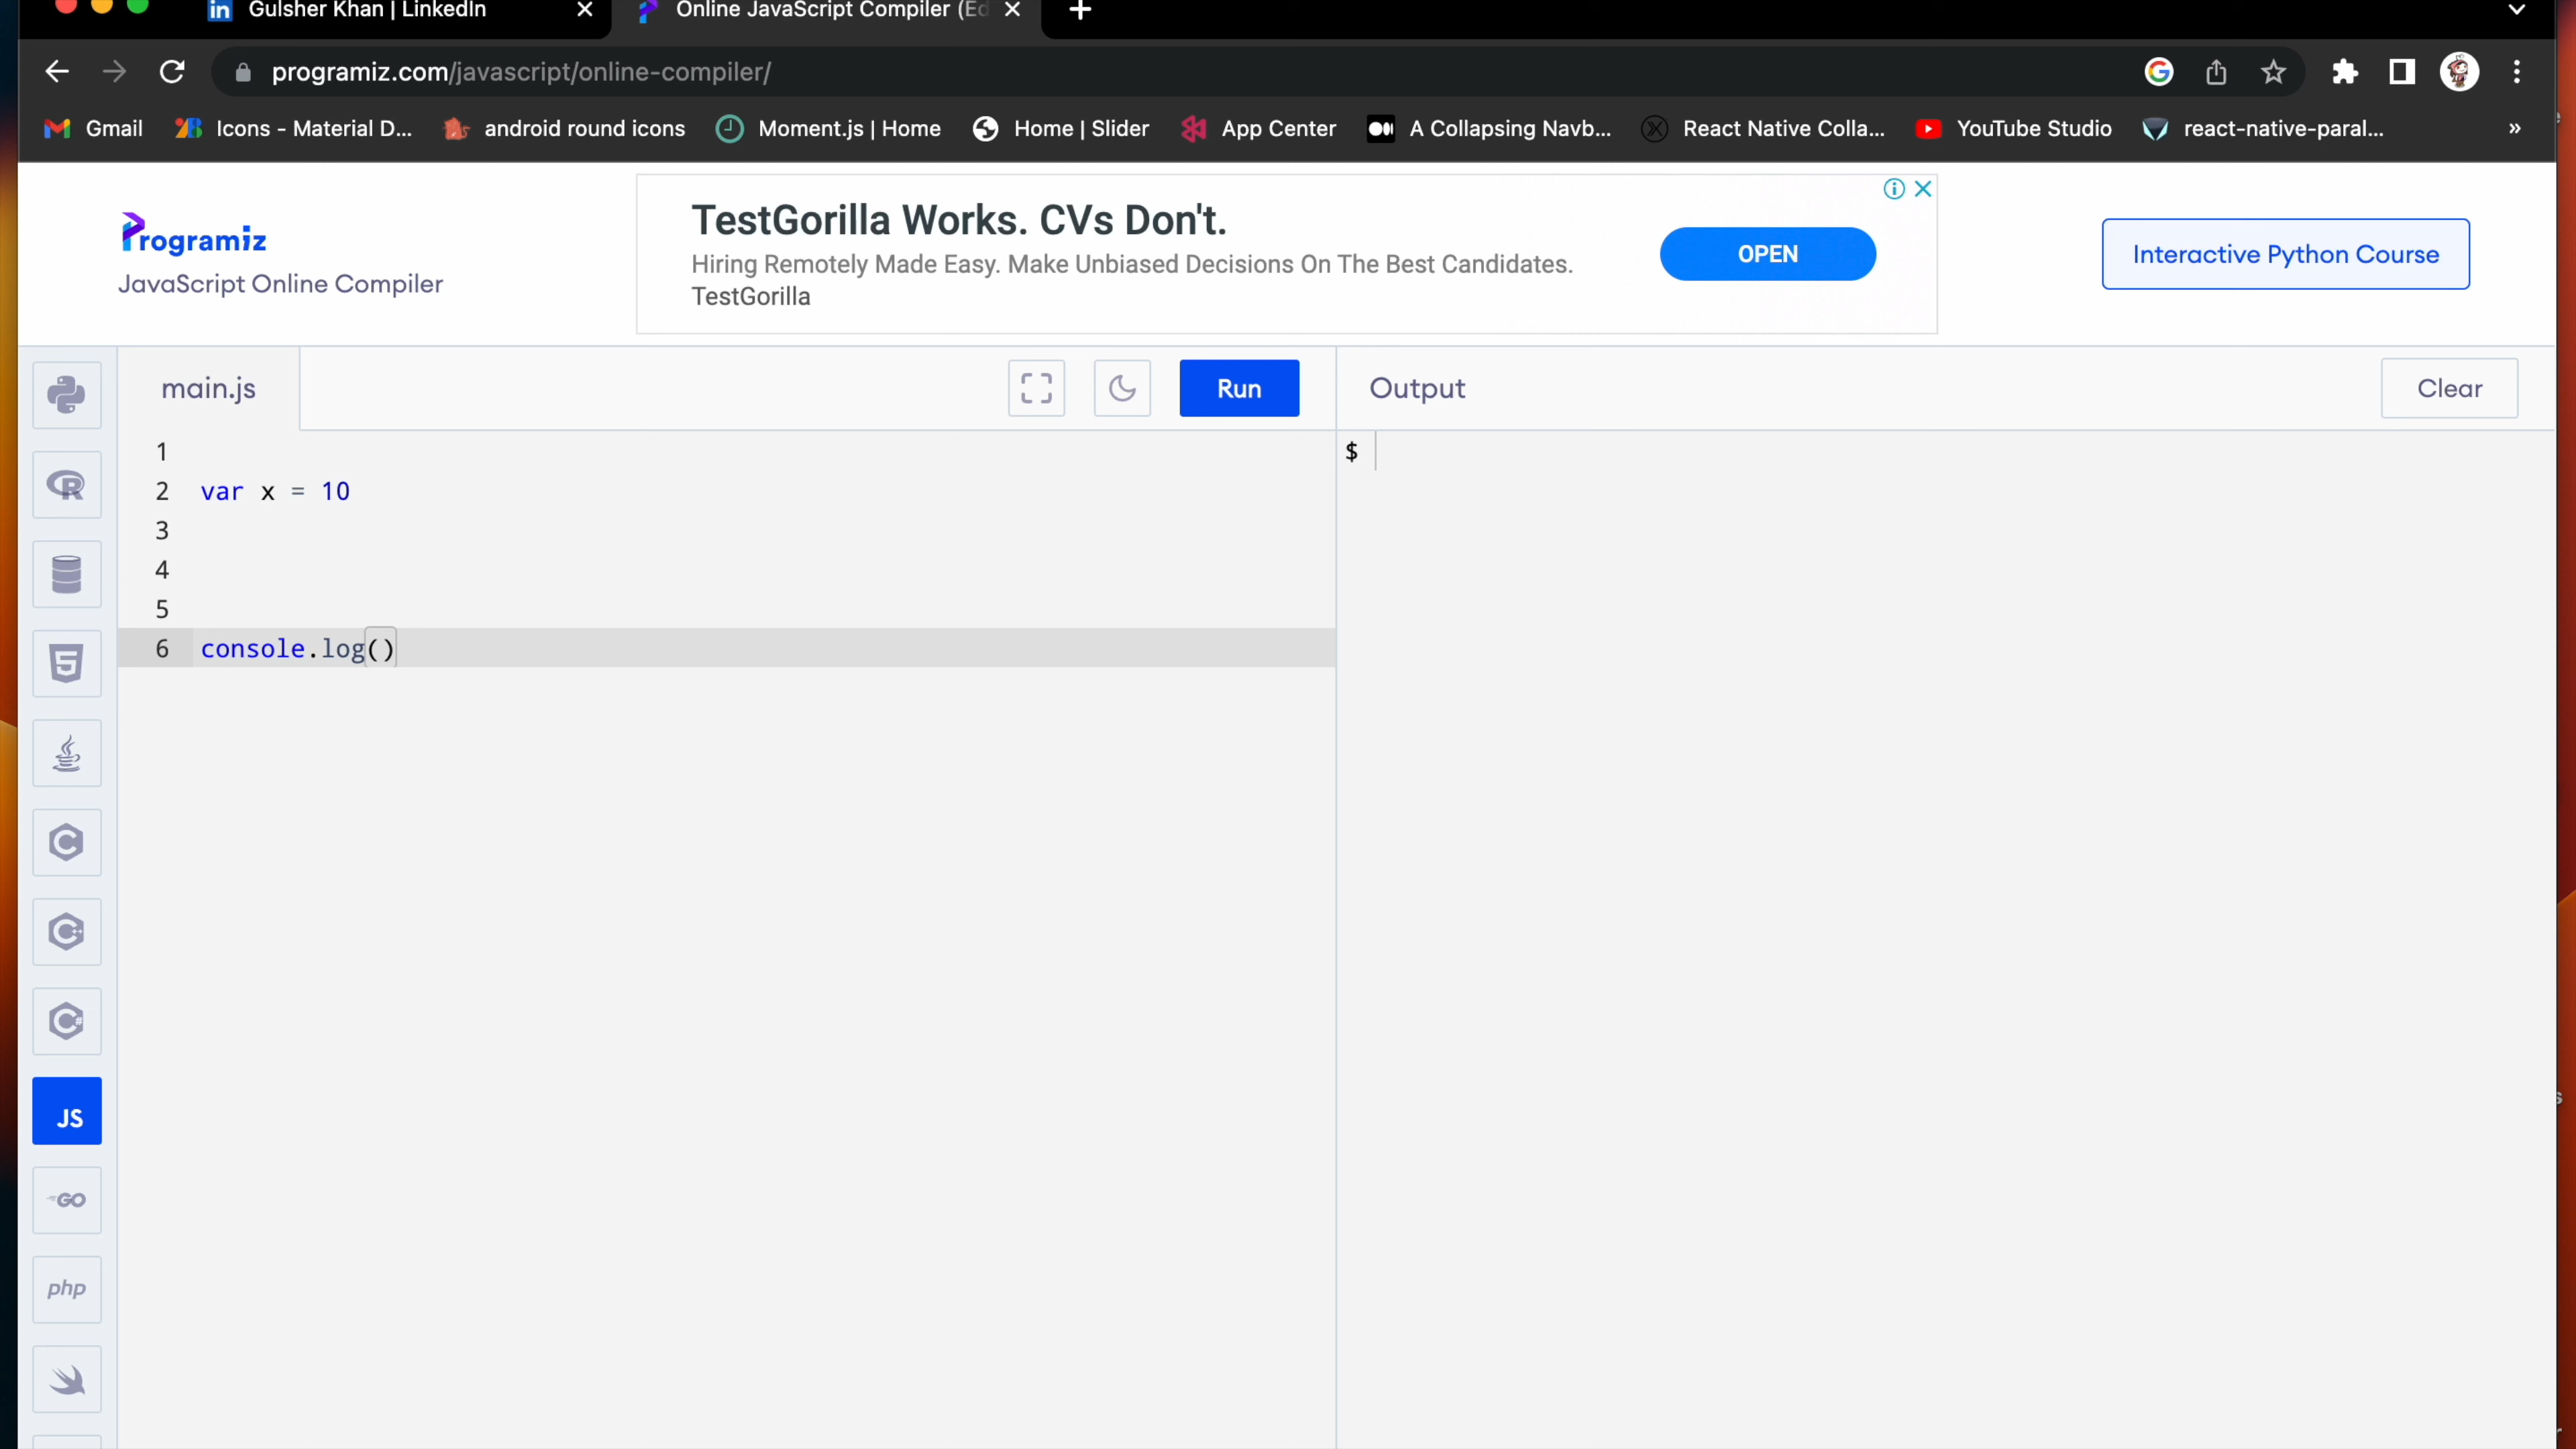 Gulsher Khan | LinkedIn
Online JavaScript Compiler (Ed
programiz.com/javascript/online-compiler/
Gmail
Icons - Material D...
android round icons
Moment.js | Home
Home | Slider
App Center
A Collapsing Navb...
React Native Colla...
YouTube Studio
react-native-paral...
»
Programiz
JavaScript Online Compiler
TestGorilla Works. CVs Don't.
Hiring Remotely Made Easy. Make Unbiased Decisions On The Best Candidates.
TestGorilla
OPEN
Interactive Python Course
main.js
Run
Output
Clear
1
2 var x = 10
3
4
5
6 console.log()
$
JS
GO
php